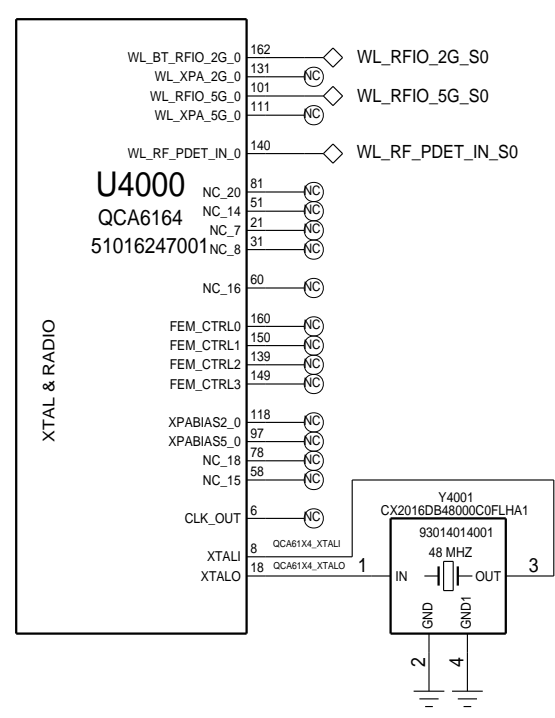 WL_BT_RFIO_2G_0 162 WL_RFIO_2G_S0
WL_XPA_2G_0 131 NC
WL_RFIO_5G_0 101 WL_RFIO_5G_S0
WL_XPA_5G_0 111 NC
WL_RF_PDET_IN_0 140 WL_RF_PDET_IN_S0
U4000
QCA6164
51016247001
NC_20 81 NC
NC_14 51 NC
NC_7 21 NC
NC_8 31 NC
NC_16 60 NC
XTAL & RADIO
FEM_CTRL0 160 NC
FEM_CTRL1 150 NC
FEM_CTRL2 139 NC
FEM_CTRL3 149 NC
XPABIAS2_0 118 NC
XPABIAS5_0 97 NC
NC_18 78 NC
NC_15 58 NC
CLK_OUT 6 NC
XTALI 8 QCA61X4_XTALI
XTALO 18 QCA61X4_XTALO
Y4001
CX2016DB48000C0FLHA1
93014014001
48 MHZ
1 IN OUT 3
GND GND1
2 4